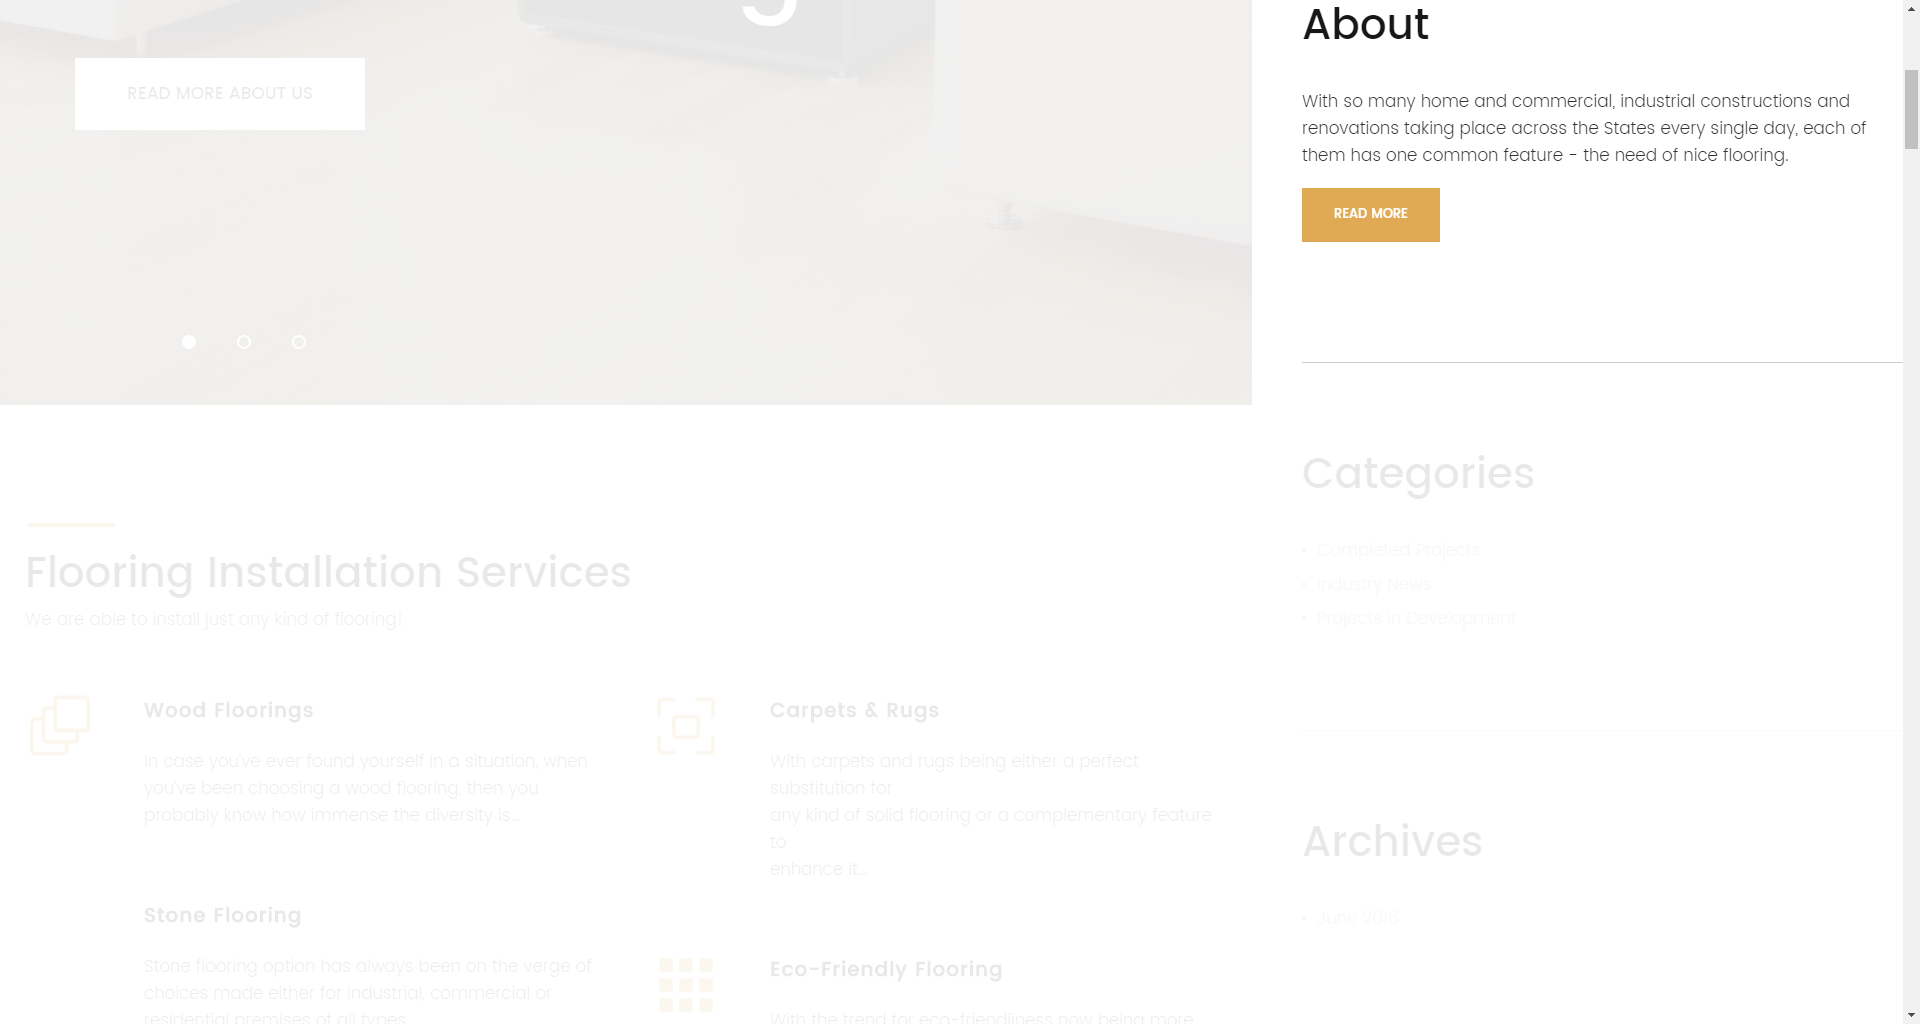 g
READ MORE ABOUT US
Flooring Installation Services
We are able to install just any kind of flooring!
Wood Floorings
In case you've ever found yourself in a situation, when
you've been choosing a wood flooring, then you
probably know how immense the diversity is...
Stone Flooring
Stone flooring option has always been on the verge of
choices made either for industrial, commercial or
residential premises of all types
Carpets & Rugs
With carpets and rugs being either a perfect
substitution for
any kind of solid flooring or a complementary feature
to
enhance it...
Eco-Friendly Flooring
With the trend for eco-friendliness now being more
About
With so many home and commercial, industrial constructions and
renovations taking place across the States every single day, each of
them has one common feature - the need of nice flooring.
READ MORE
Categories
• Completed Projects
• Industry News
• Projects in Development
Archives
• June 2016